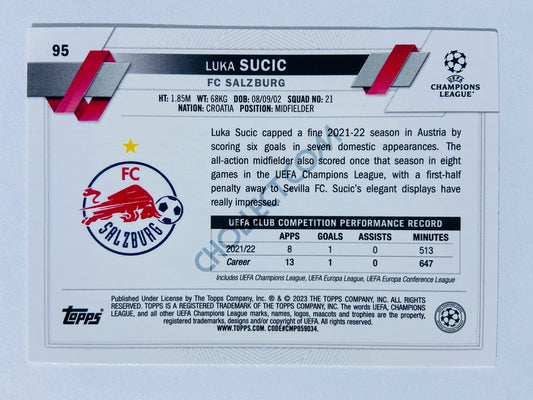 95
LUKA SUCIC
FC SALZBURG
HT: 1.85M WT: 68KG DOB: 08/09/02 SQUAD NO: 21
NATION: CROATIA POSITION: MIDFIELDER
UEFA
CHAMPIONS
LEAGUE
Luka Sucic capped a fine 2021-22 season in Austria by
scoring six goals in seven domestic appearances. The
all-action midfielder also scored once that season in eight
games in the UEFA Champions League, with a first-half
penalty away to Sevilla FC. Sucic's elegant displays have
really impressed.
FC
SALZBURG
UEFA CLUB COMPETITION PERFORMANCE RECORD
APPS GOALS ASSISTS MINUTES
2021/22 8 1 0 513
Career 13 1 0 647
Includes UEFA Champions League, UEFA Europa League, UEFA Europa Conference League
CHOLLECT.COM
topps
Published Under License by The Topps Company, Inc. ® & © 2023 THE TOPPS COMPANY, INC. ALL RIGHTS RESERVED.
TOPPS IS A REGISTERED TRADEMARK OF THE TOPPS COMPANY, INC. The words UEFA, CHAMPIONS
LEAGUE, and all other UEFA Champions League marks, names, logos, mascots and trophies are the property,
registered trademarks, designs and/or copyright of UEFA. All rights reserved.
WWW.TOPPS.COM. CODE#CMP059034.